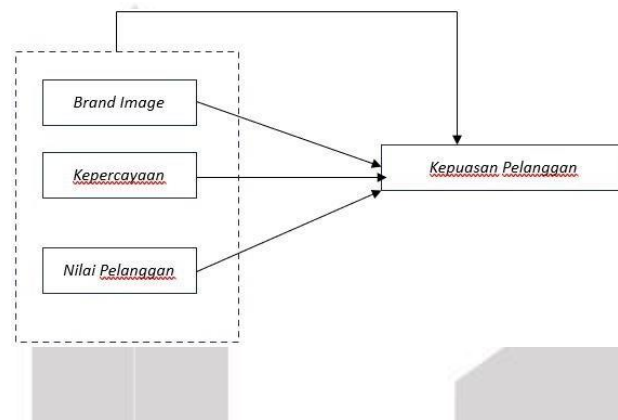 Brand Image
Kepercayaan
Kepuasan Pelanggan
Nilai Pelanggan